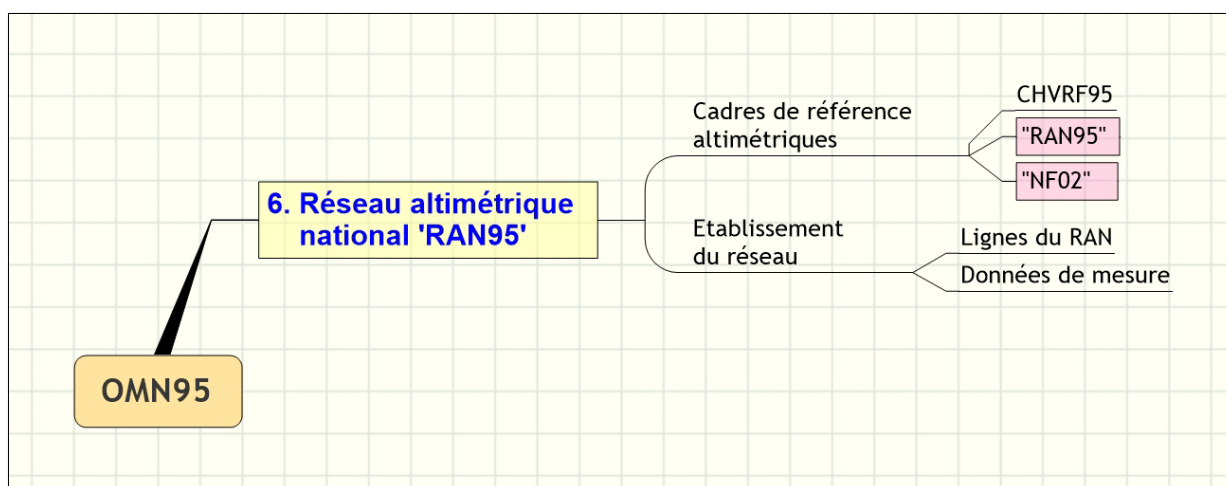 Cadres de référence
altimétriques
CHVRF95
"RAN95"
"NF02"
6. Réseau altimétrique
national 'RAN95'
Etablissement
du réseau
Lignes du RAN
Données de mesure
OMN95